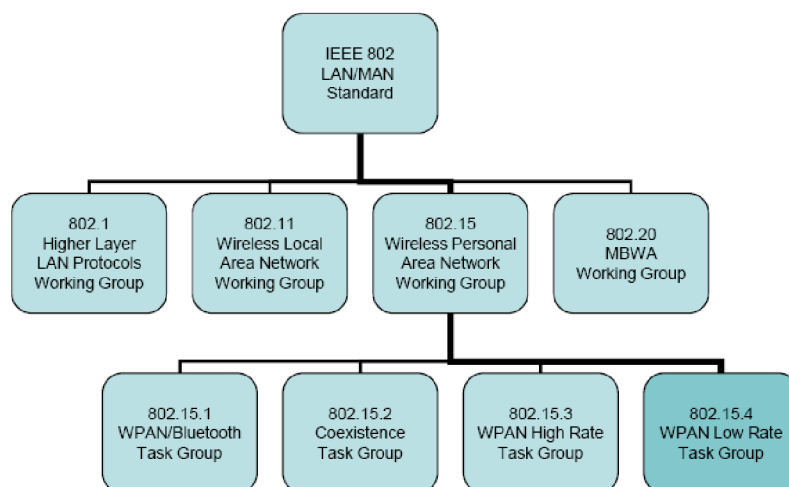 IEEE 802
LAN/MAN
Standard
802.1
Higher Layer
LAN Protocols
Working Group
802.11
Wireless Local
Area Network
Working Group
802.15
Wireless Personal
Area Network
Working Group
802.20
MBWA
Working Group
802.15.1
WPAN/Bluetooth
Task Group
802.15.2
Coexistence
Task Group
802.15.3
WPAN High Rate
Task Group
802.15.4
WPAN Low Rate
Task Group